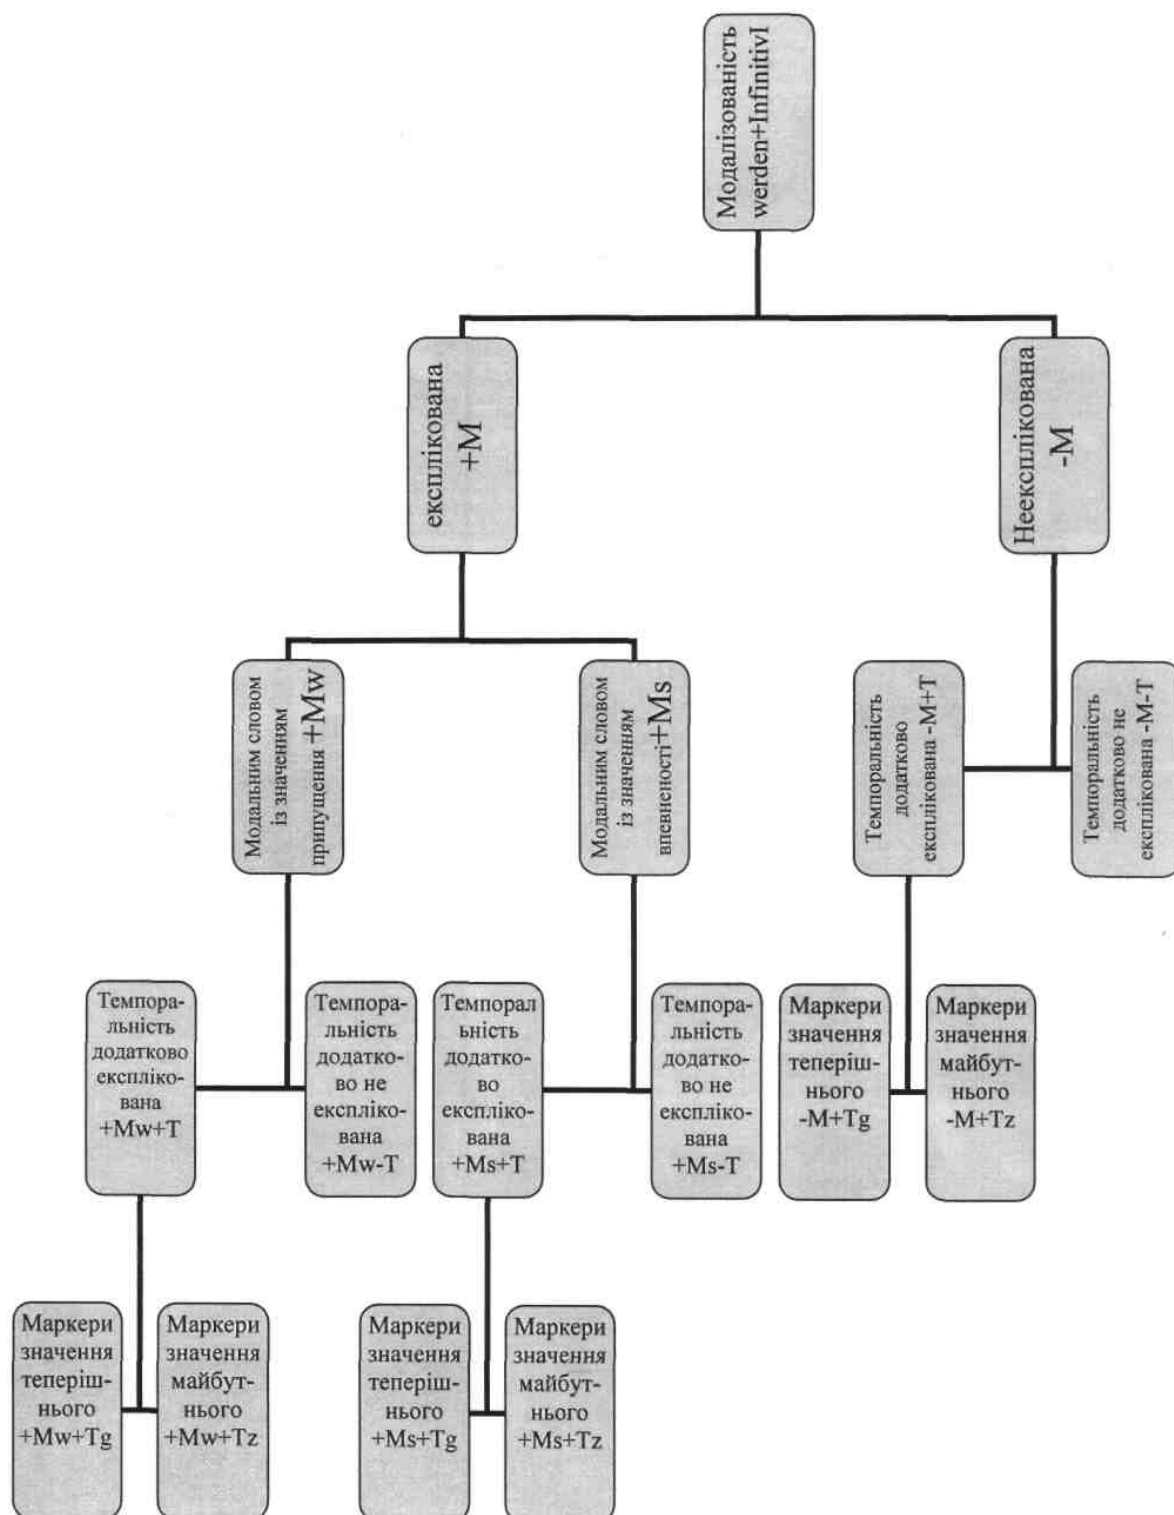 Модалізованість
werden+InfinitivI
експлікована
+М
Неексплікована
-М
Модальним словом
із значенням
припущення +Mw
Модальним словом
із значенням
впевненості+Ms
Темпоральність
додатково
експлікована -М+Т
Темпоральність
додатково не
експлікована -М-Т
Темпора-
льність
додатково
експліко-
вана
+Mw+T
Темпора-
льність
додатко-
во не
експліко-
вана
+Mw-T
Темпорал
ьність
додатко-
во
експліко-
вана
+Ms+T
Темпора-
льність
додатко-
во не
експліко-
вана
+Ms-T
Маркери
значення
теперіш-
нього
-M+Tg
Маркери
значення
майбут-
нього
-M+Tz
Маркери
значення
теперіш-
нього
+Mw+Tg
Маркери
значення
майбут-
нього
+Mw+Tz
Маркери
значення
теперіш-
нього
+Ms+Tg
Маркери
значення
майбут-
нього
+Ms+Tz